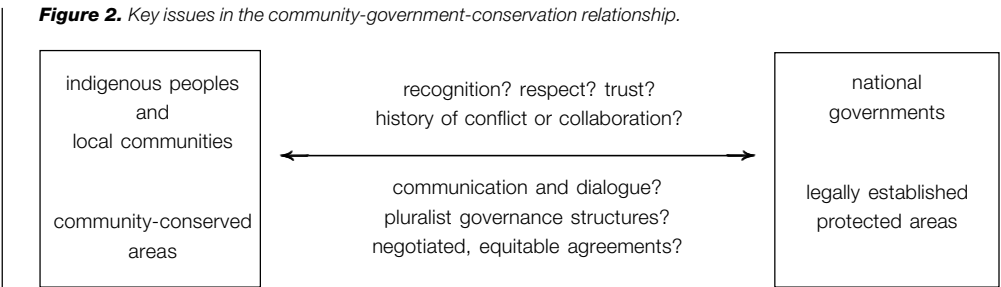 Figure 2. Key issues in the community-government-conservation relationship.
indigenous peoples
and
local communities
community-conserved
areas
recognition? respect? trust?
history of conflict or collaboration?
communication and dialogue?
pluralist governance structures?
negotiated, equitable agreements?
national
governments
legally established
protected areas